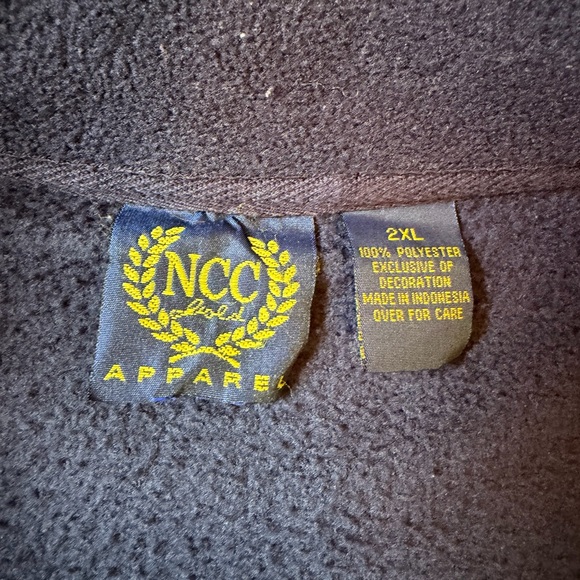 NCC
Gold
APPAREL
2XL
100% POLYESTER
EXCLUSIVE OF
DECORATION
MADE IN INDONESIA
OVER FOR CARE